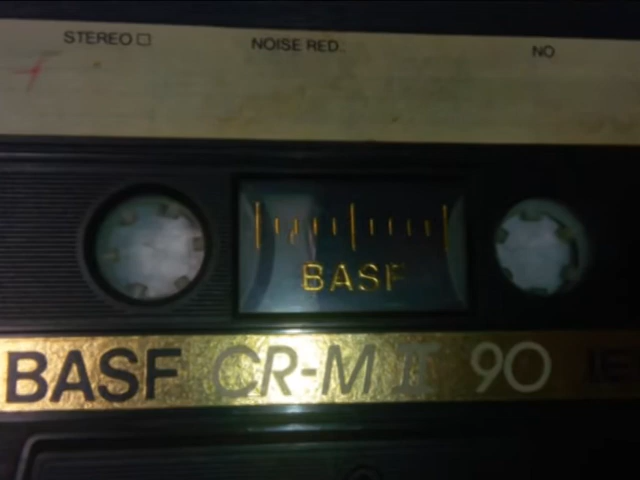 STEREO NOISE RED. NO
BASF
BASF CR-M II 90